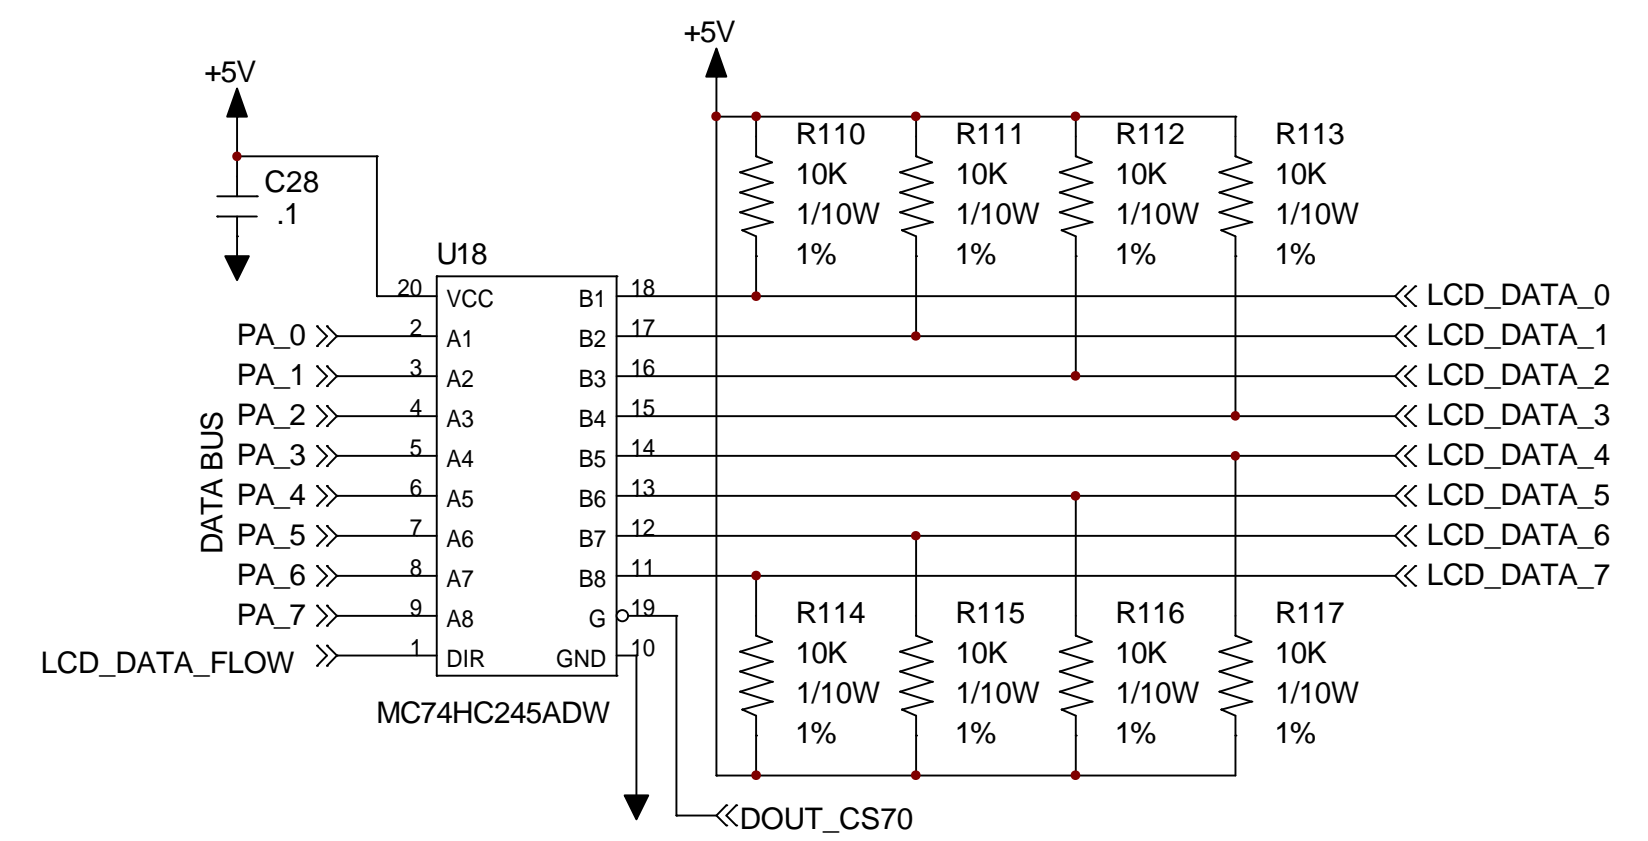 +5V
+5V
C28
.1
R110
10K
1/10W
1%
R111
10K
1/10W
1%
R112
10K
1/10W
1%
R113
10K
1/10W
1%
U18
20 VCC B1 18 LCD_DATA_0
PA_0 2 A1 B2 17 LCD_DATA_1
PA_1 3 A2 B3 16 LCD_DATA_2
PA_2 4 A3 B4 15 LCD_DATA_3
PA_3 5 A4 B5 14 LCD_DATA_4
PA_4 6 A5 B6 13 LCD_DATA_5
PA_5 7 A6 B7 12 LCD_DATA_6
PA_6 8 A7 B8 11 LCD_DATA_7
PA_7 9 A8 G 19
LCD_DATA_FLOW 1 DIR GND 10
DATA BUS
MC74HC245ADW
R114
10K
1/10W
1%
R115
10K
1/10W
1%
R116
10K
1/10W
1%
R117
10K
1/10W
1%
DOUT_CS70